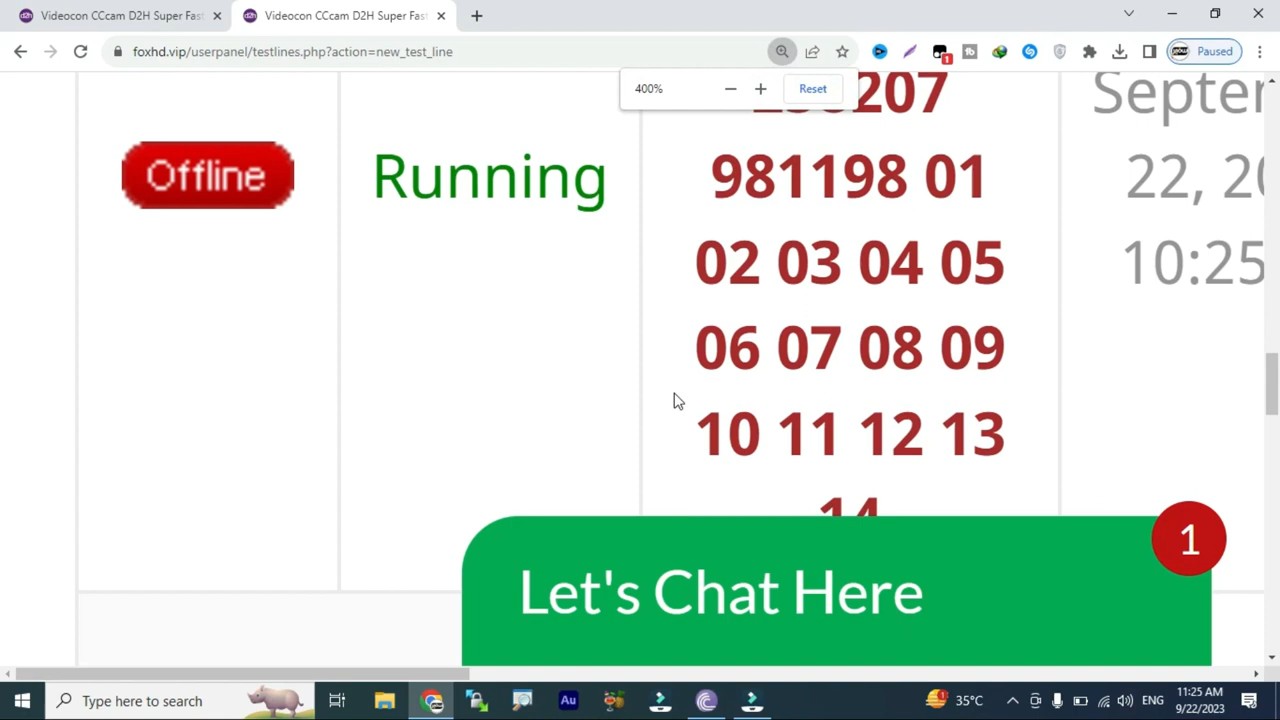 Videocon CCcam D2H Super Fast
Videocon CCcam D2H Super Fast
foxhd.vip/userpanel/testlines.php?action=new_test_line
Paused
400%
Reset
207
Septe
Offline
Running
981198 01
22, 20
02 03 04 05
10:25
06 07 08 09
10 11 12 13
14
Let's Chat Here
1
Type here to search
Au
35°C
ENG
11:25 AM
9/22/2023